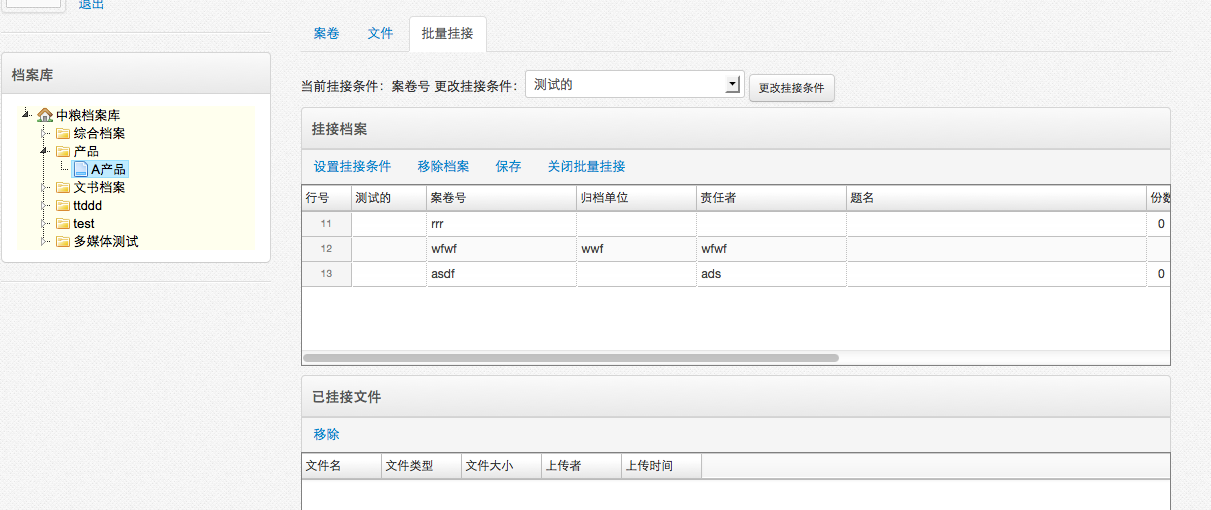 退出
档案库
中粮档案库
综合档案
产品
A产品
文书档案
ttddd
test
多媒体测试
案卷 文件 批量挂接
当前挂接条件：案卷号 更改挂接条件： 测试的 更改挂接条件
挂接档案
设置挂接条件 移除档案 保存 关闭批量挂接
行号 测试的 案卷号 归档单位 责任者 题名 份数
11 rrr 0
12 wfwf wwf wfwf
13 asdf ads 0
已挂接文件
移除
文件名 文件类型 文件大小 上传者 上传时间